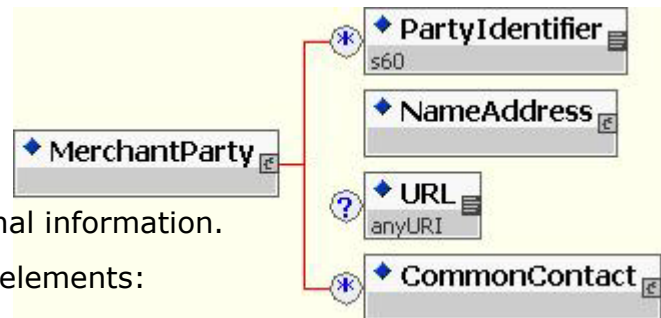 PartyIdentifier
s60
NameAddress
MerchantParty
URL
anyURI
nal information.
elements:
CommonContact